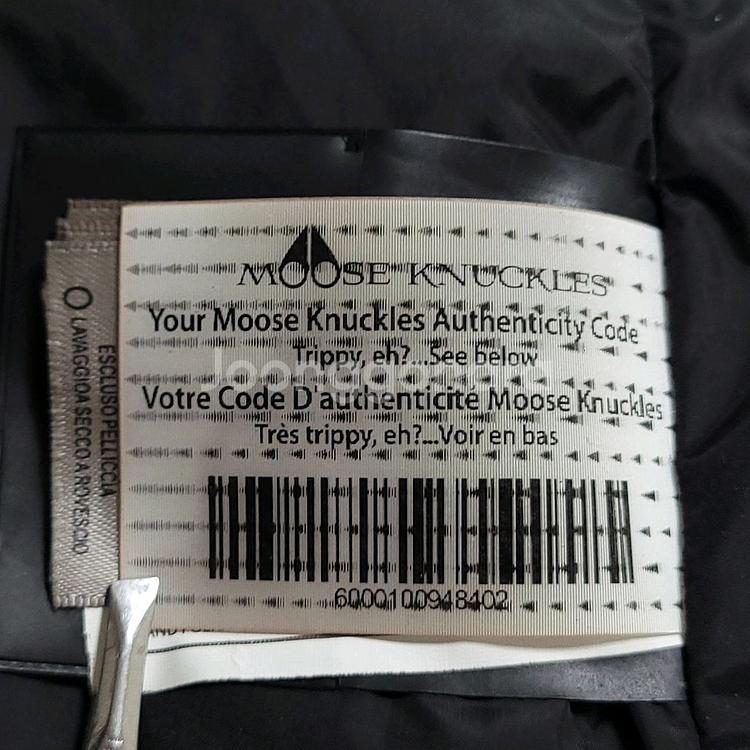 MOOSE KNUCKLES
Your Moose Knuckles Authenticity Code
Trippy, eh?...See below
Votre Code D'authenticité Moose Knuckles
Très trippy, eh?...Voir en bas
6000100948402
ESCLUSO PELLICCIA
LAVAGGIO A SECCO A ROVESCIO